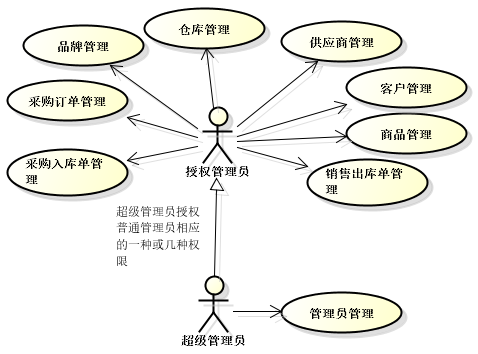 仓库管理
品牌管理
供应商管理
客户管理
采购订单管理
商品管理
采购入库单管
理
授权管理员
销售出库单管
理
超级管理员授权
普通管理员相应
的一种或几种权
限
管理员管理
超级管理员